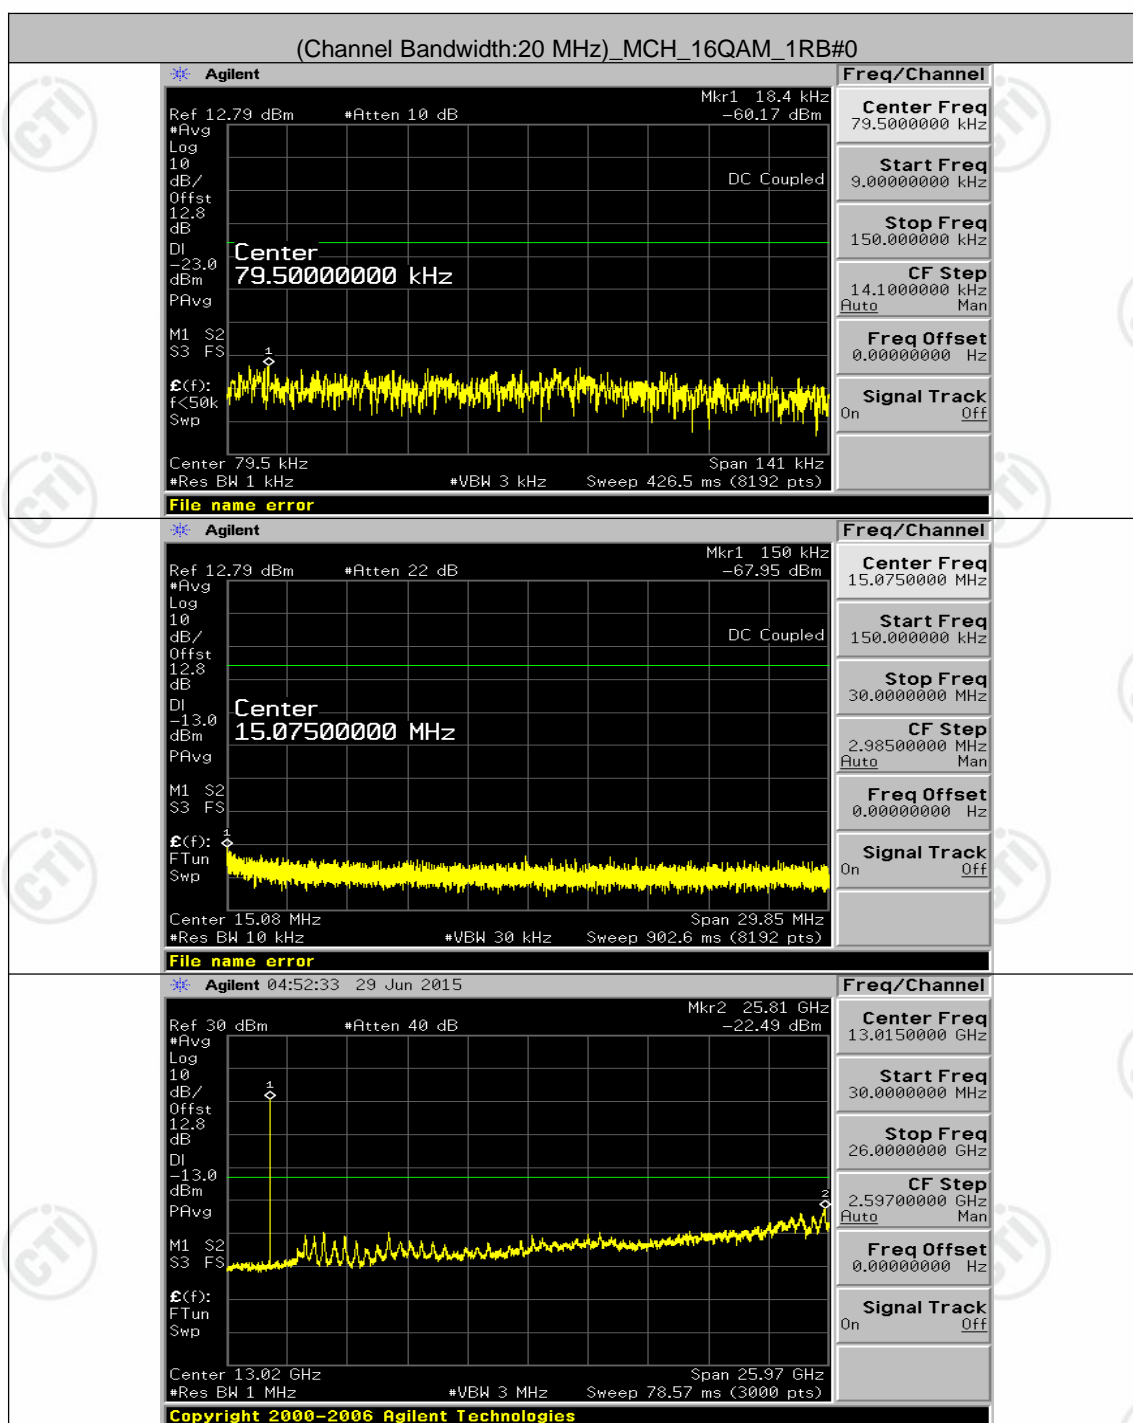 (Channel Bandwidth:20 MHz)_MCH_16QAM_1RB#0
Agilent
Freq/Channel
Mkr1 18.4 kHz
Ref 12.79 dBm #Atten 10 dB -60.17 dBm
#Avg
Log
10
dB/
Offst
12.8
dB
DI
-23.0
dBm
PAvg
M1 S2
S3 FS
£(f):
f<50k
Swp
DC Coupled
Center
79.50000000 kHz
1
Center 79.5 kHz Span 141 kHz
#Res BW 1 kHz #VBW 3 kHz Sweep 426.5 ms (8192 pts)
File name error
Center Freq
79.5000000 kHz
Start Freq
9.00000000 kHz
Stop Freq
150.000000 kHz
CF Step
14.1000000 kHz
Auto Man
Freq Offset
0.00000000 Hz
Signal Track
On Off
Agilent
Freq/Channel
Mkr1 150 kHz
Ref 12.79 dBm #Atten 22 dB -67.95 dBm
#Avg
Log
10
dB/
Offst
12.8
dB
DI
-13.0
dBm
PAvg
M1 S2
S3 FS
£(f):
FTun
Swp
DC Coupled
Center
15.07500000 MHz
1
Center 15.08 MHz Span 29.85 MHz
#Res BW 10 kHz #VBW 30 kHz Sweep 902.6 ms (8192 pts)
File name error
Center Freq
15.0750000 MHz
Start Freq
150.000000 kHz
Stop Freq
30.0000000 MHz
CF Step
2.98500000 MHz
Auto Man
Freq Offset
0.00000000 Hz
Signal Track
On Off
Agilent 04:52:33 29 Jun 2015
Freq/Channel
Mkr2 25.81 GHz
Ref 30 dBm #Atten 40 dB -22.49 dBm
#Avg
Log
10
dB/
Offst
12.8
dB
DI
-13.0
dBm
PAvg
M1 S2
S3 FS
£(f):
FTun
Swp
1
2
Center 13.02 GHz Span 25.97 GHz
#Res BW 1 MHz #VBW 3 MHz Sweep 78.57 ms (3000 pts)
Copyright 2000-2006 Agilent Technologies
Center Freq
13.0150000 GHz
Start Freq
30.0000000 MHz
Stop Freq
26.0000000 GHz
CF Step
2.59700000 GHz
Auto Man
Freq Offset
0.00000000 Hz
Signal Track
On Off
CTI
CTI
CTI
CTI
CTI
CTI
CTI
CTI